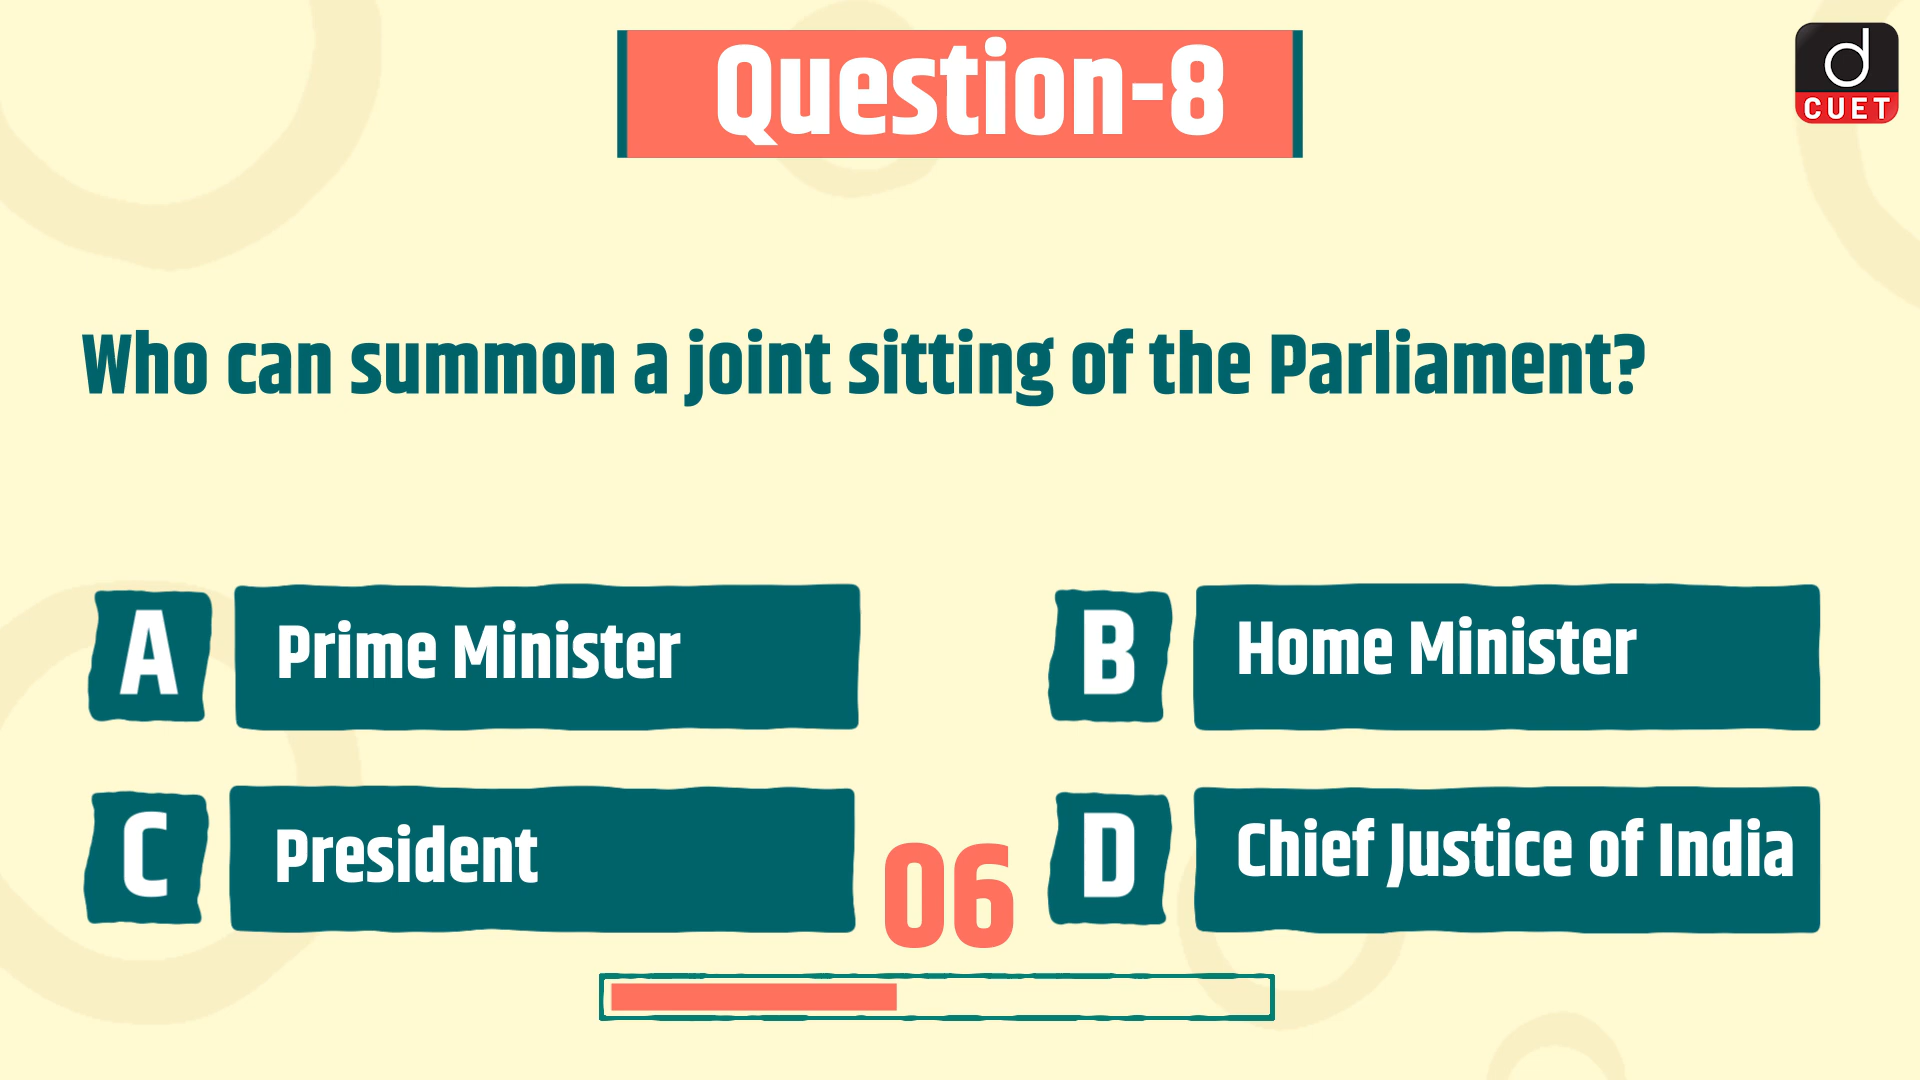 Question-8
d
CUET
Who can summon a joint sitting of the Parliament?
A Prime Minister
B Home Minister
C President
D Chief Justice of India
06